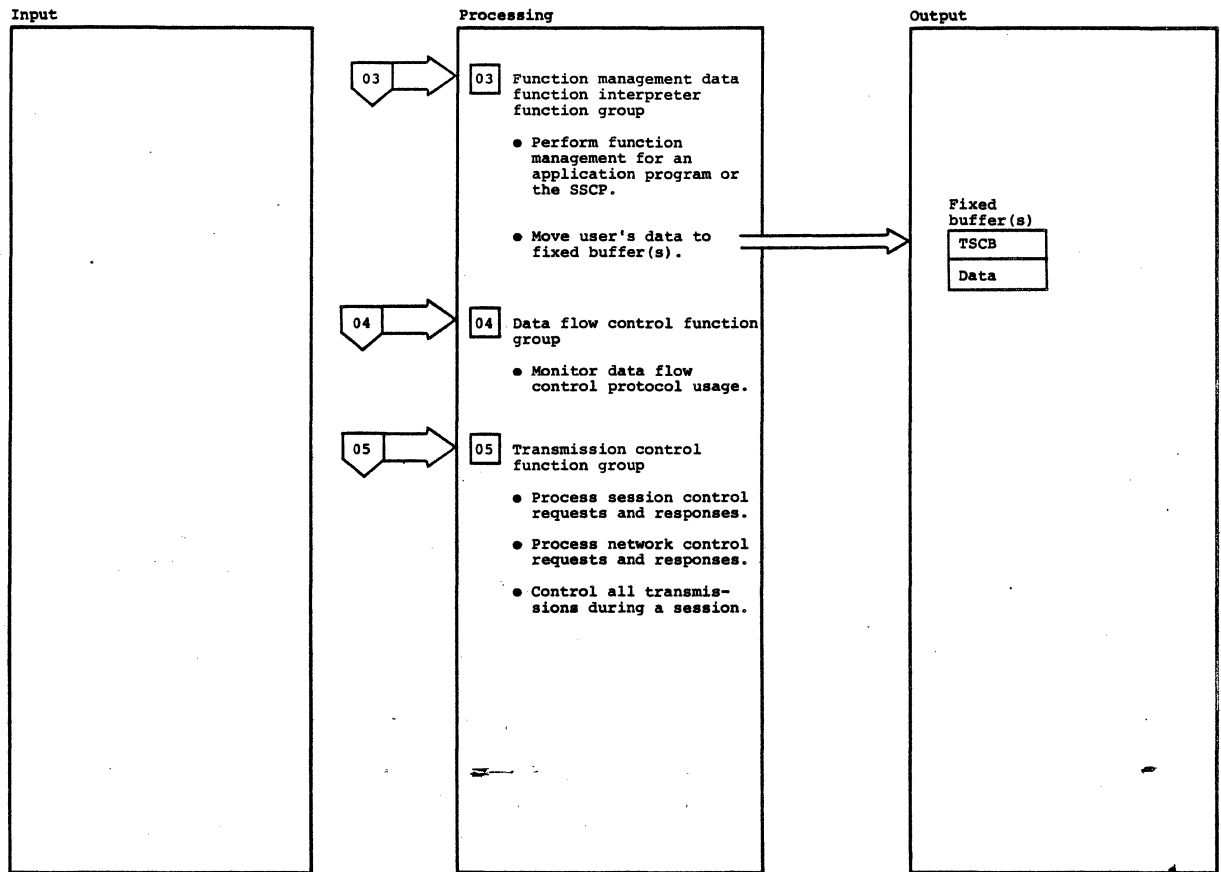 Input
Processing
Output
03
03 Function management data
function interpreter
function group
● Perform function
management for an
application program or
the SSCP.
● Move user's data to
fixed buffer(s).
Fixed
buffer(s)
TSCB
Data
04
04 Data flow control function
group
● Monitor data flow
control protocol usage.
05
05 Transmission control
function group
● Process session control
requests and responses.
● Process network control
requests and responses.
● Control all transmis-
sions during a session.